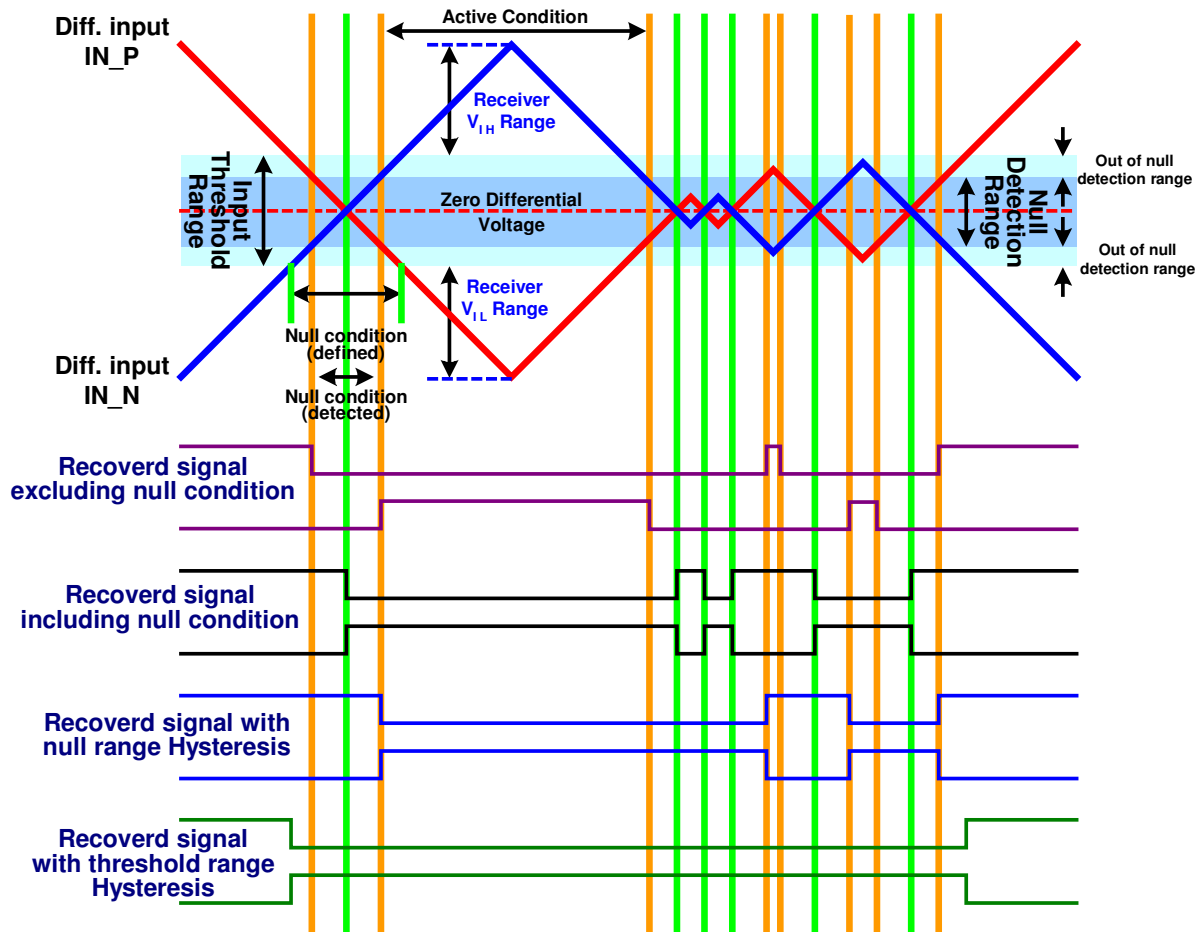 Diff. input
IN_P
Active Condition
Receiver
VIH Range
Input
Threshold
Range
Zero Differential
Voltage
Null
Detection
Range
Out of null
detection range
Out of null
detection range
Receiver
VIL Range
Null condition
(defined)
Null condition
(detected)
Diff. input
IN_N
Recoverd signal
excluding null condition
Recoverd signal
including null condition
Recoverd signal with
null range Hysteresis
Recoverd signal
with threshold range
Hysteresis